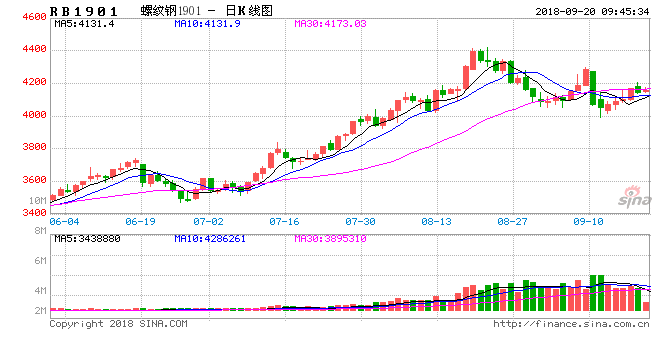 RB1901 螺纹钢1901 - 日K线图 2018-09-20 09:45:34
4600 MA5:4131.4 MA10:4131.9 MA30:4173.03
4400
4200
4000
3800
3600
10M
3400
06-04 06-19 07-02 07-16 07-30 08-13 08-27 09-10
sina
8M MA5:3438880 MA10:4286261 MA30:3895310
6M
4M
2M
Copyright 2018 SINA.COM http://finance.sina.com.cn